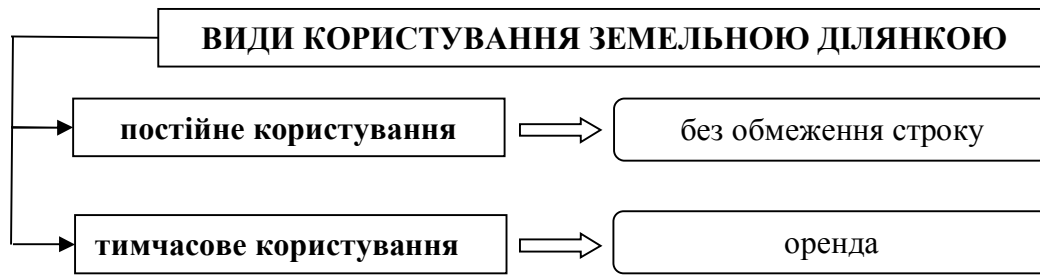 ВИДИ КОРИСТУВАННЯ ЗЕМЕЛЬНОЮ ДІЛЯНКОЮ
постійне користування
без обмеження строку
тимчасове користування
оренда